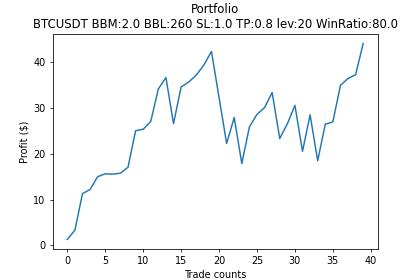 Portfolio
BTCUSDT BBM:2.0 BBL:260 SL:1.0 TP:0.8 lev:20 WinRatio:80.0
Profit ($)
40
30
20
10
0
0 5 10 15 20 25 30 35 40
Trade counts